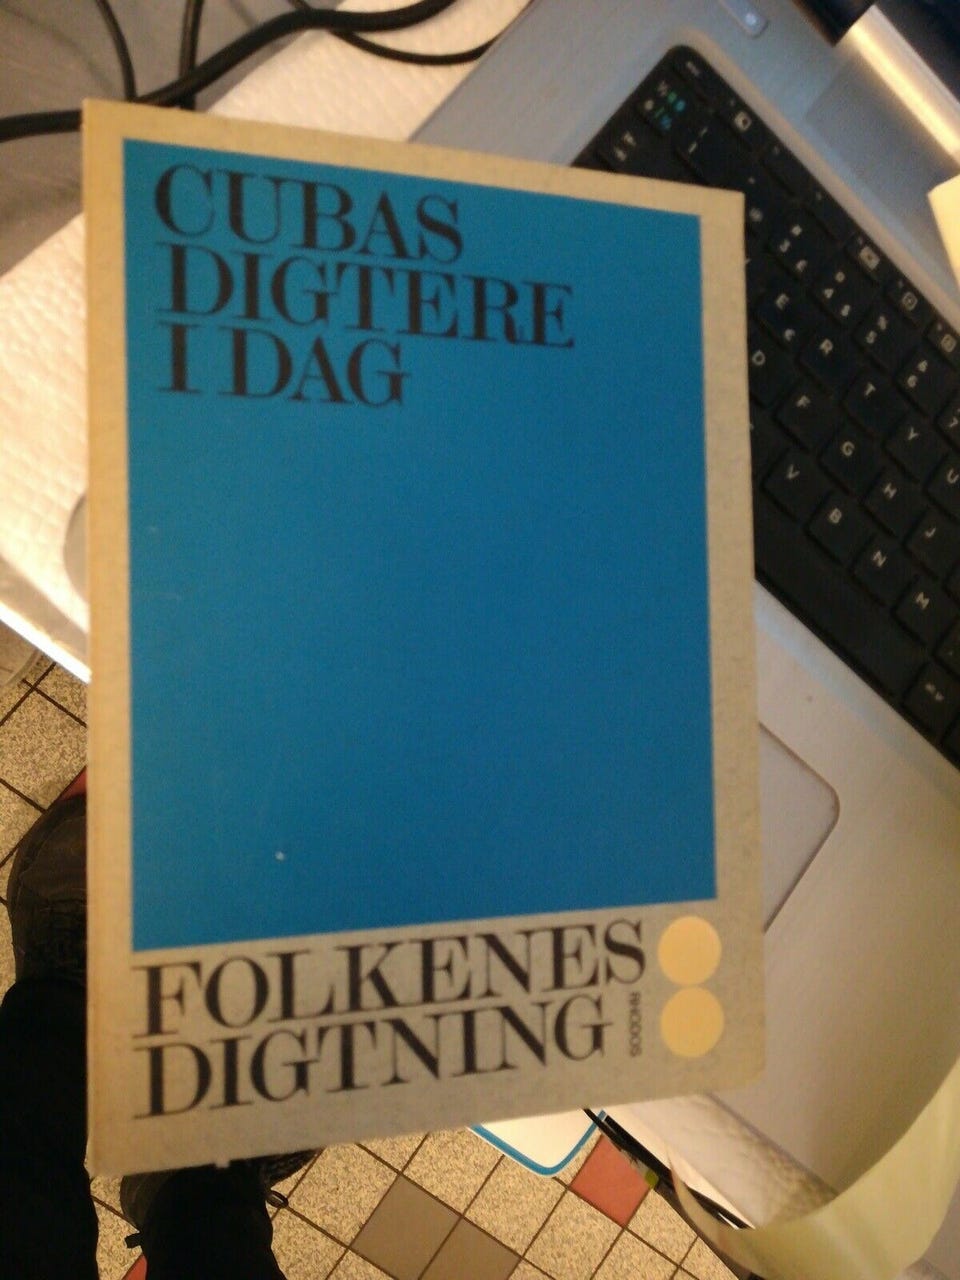 CUBAS
DIGTERE
I DAG
FOLKENES
DIGTNING
RHODOS
E
R
T
Y
U
D
F
G
H
J
V
B
N
M